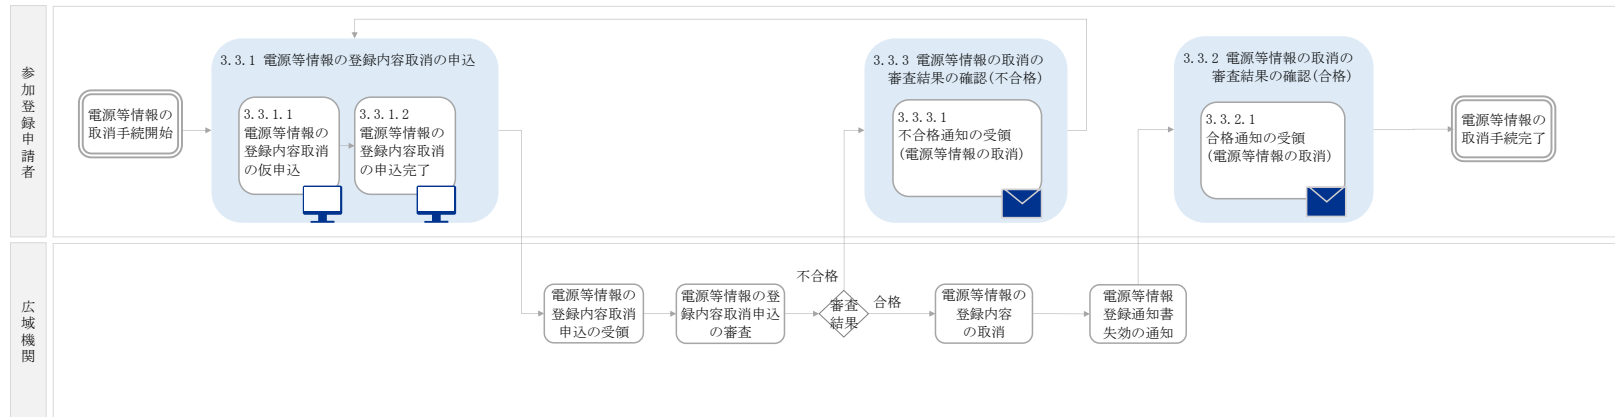 参加登録申請者
電源等情報の
取消手続開始
3.3.1 電源等情報の登録内容取消の申込
3.3.1.1
電源等情報の
登録内容取消
の仮申込
3.3.1.2
電源等情報の
登録内容取消
の申込完了
3.3.3 電源等情報の取消の
審査結果の確認(不合格)
3.3.3.1
不合格通知の受領
(電源等情報の取消)
3.3.2 電源等情報の取消の
審査結果の確認(合格)
3.3.2.1
合格通知の受領
(電源等情報の取消)
電源等情報の
取消手続完了
広域機関
電源等情報の
登録内容取消
申込の受領
電源等情報の登
録内容取消申込
の審査
不合格
審査
結果
合格
電源等情報の
登録内容
の取消
電源等情報
登録通知書
失効の通知